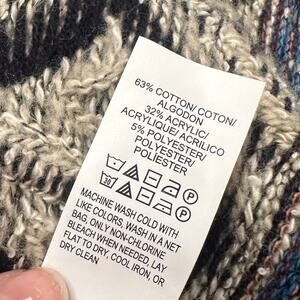 63% COTTON/ COTON/
ALGODON
32% ACRYLIC/
ACRYLIQUE/ ACRILICO
5% POLYESTER/
POLYESTER/
POLIESTER
30
MACHINE WASH COLD WITH
LIKE COLORS, WASH IN A NET
BAG, ONLY NON-CHLORINE
BLEACH WHEN NEEDED, LAY
FLAT TO DRY, COOL IRON, OR
DRY CLEAN